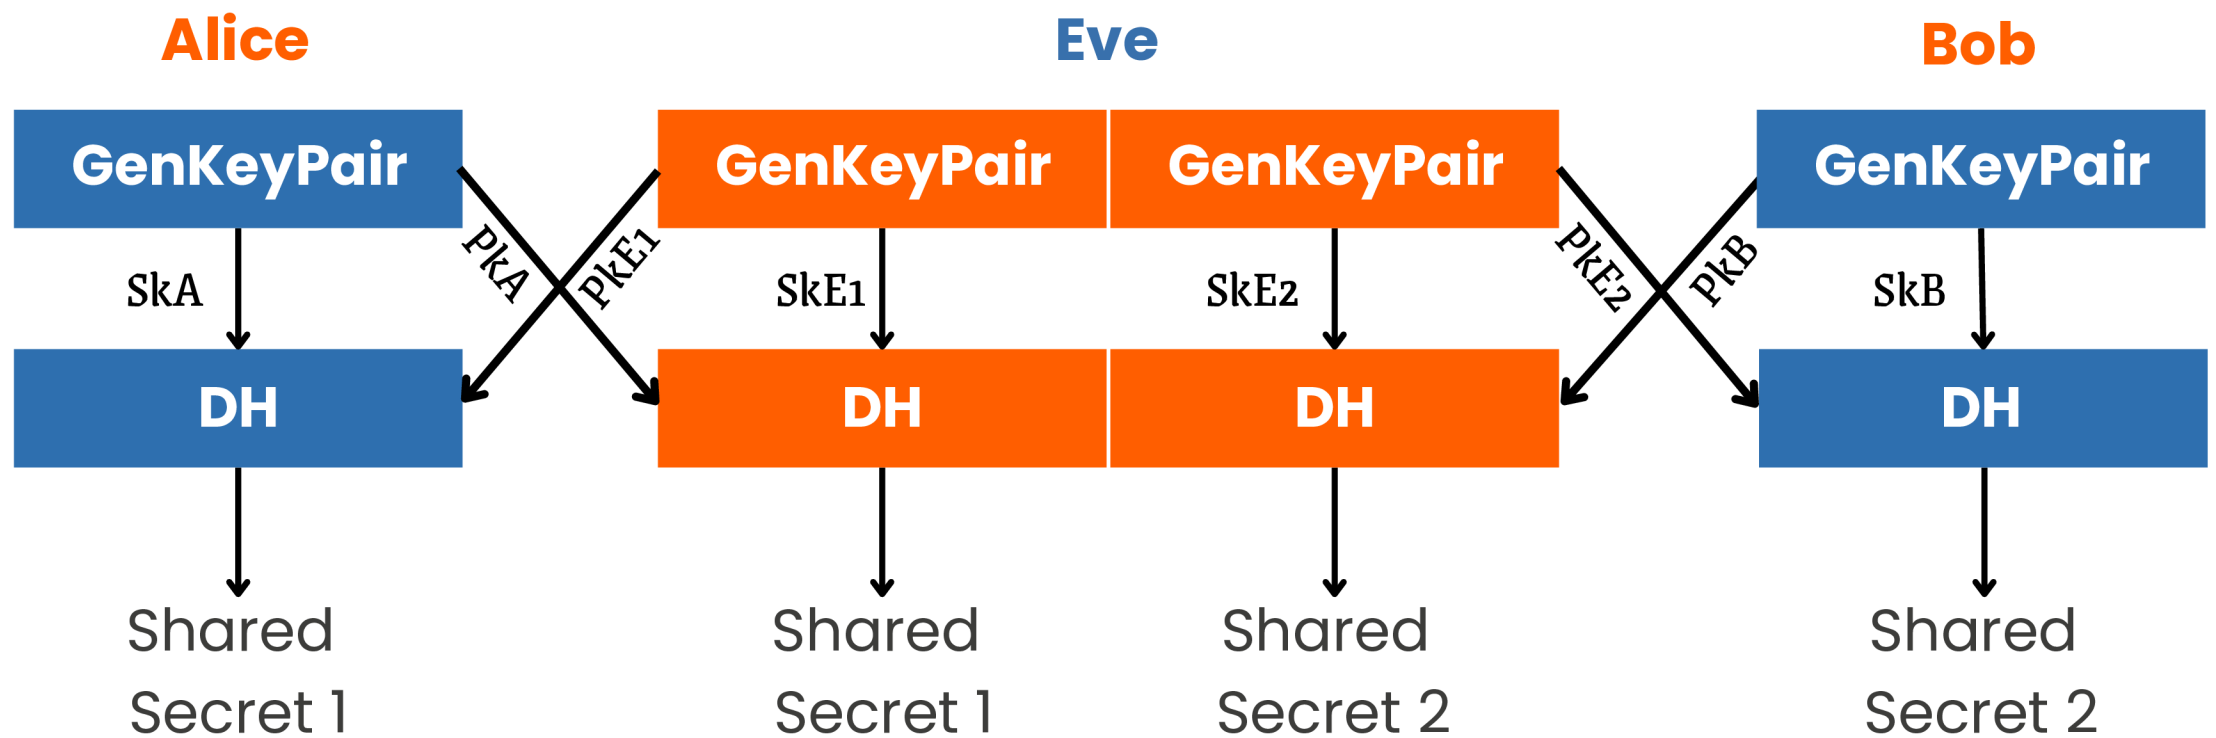 Alice
Eve
Bob
GenKeyPair
GenKeyPair
GenKeyPair
GenKeyPair
PkA
PkE1
PkE2
PkB
SkA
SkE1
SkE2
SkB
DH
DH
DH
DH
Shared
Secret 1
Shared
Secret 1
Shared
Secret 2
Shared
Secret 2